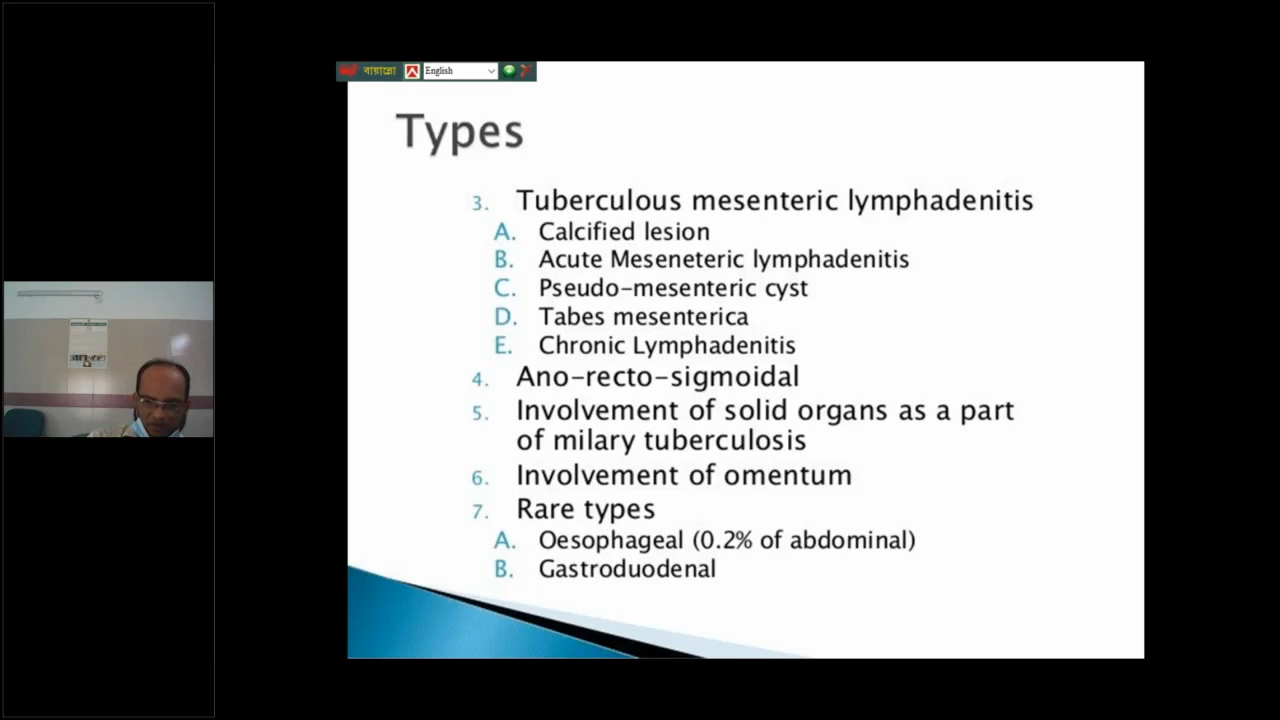 বায়ান্নো English
Types
3. Tuberculous mesenteric lymphadenitis
A. Calcified lesion
B. Acute Meseneteric lymphadenitis
C. Pseudo-mesenteric cyst
D. Tabes mesenterica
E. Chronic Lymphadenitis
4. Ano-recto-sigmoidal
5. Involvement of solid organs as a part
of milary tuberculosis
6. Involvement of omentum
7. Rare types
A. Oesophageal (0.2% of abdominal)
B. Gastroduodenal